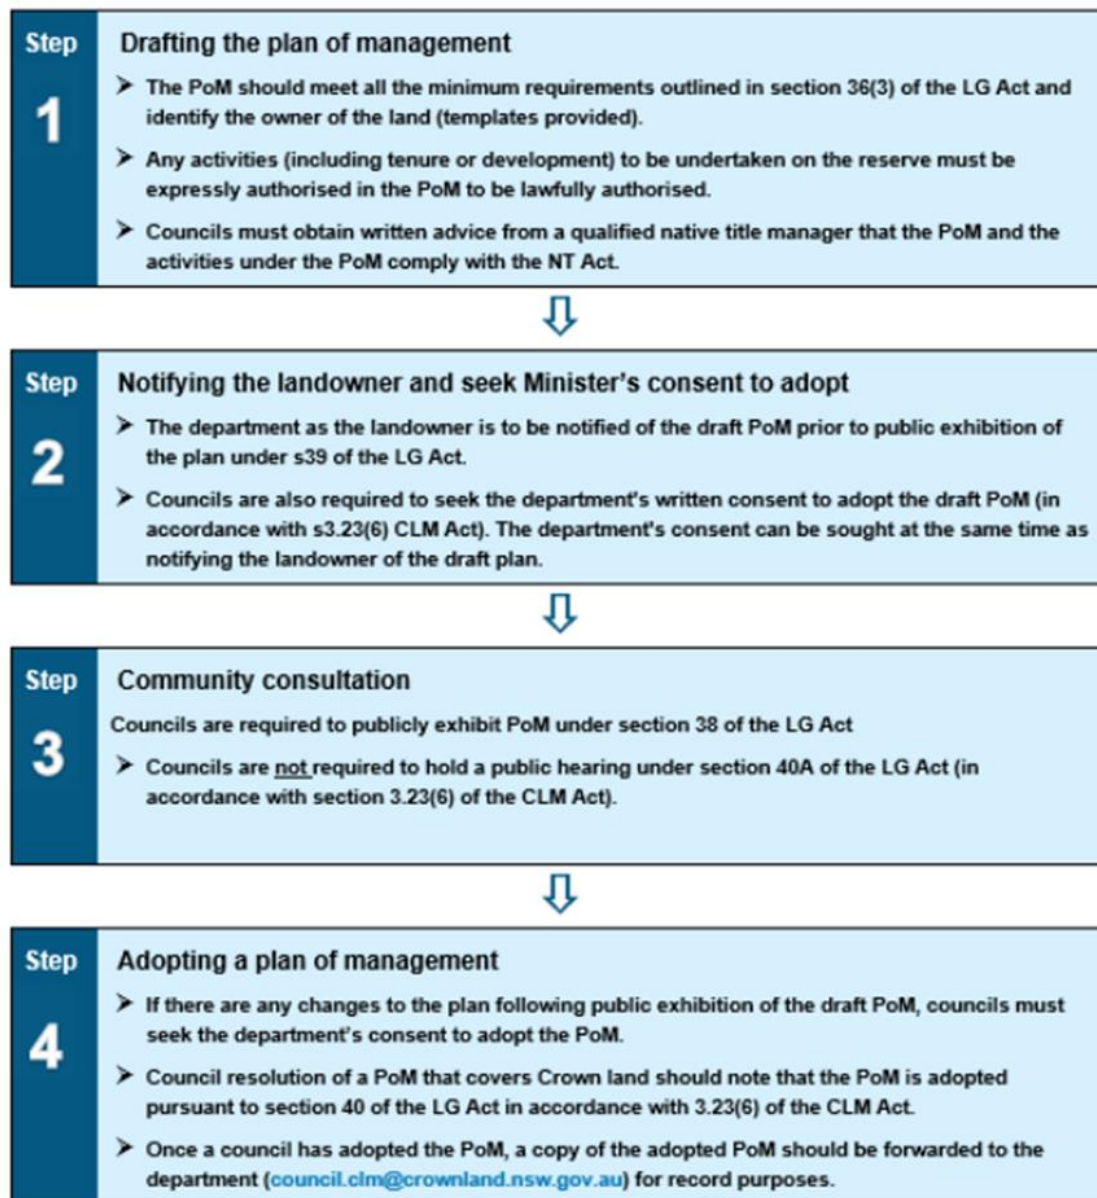 Step
1
Drafting the plan of management
➤ The PoM should meet all the minimum requirements outlined in section 36(3) of the LG Act and
identify the owner of the land (templates provided).
➤ Any activities (including tenure or development) to be undertaken on the reserve must be
expressly authorised in the PoM to be lawfully authorised.
➤ Councils must obtain written advice from a qualified native title manager that the PoM and the
activities under the PoM comply with the NT Act.
Step
2
Notifying the landowner and seek Minister's consent to adopt
➤ The department as the landowner is to be notified of the draft PoM prior to public exhibition of
the plan under s39 of the LG Act.
➤ Councils are also required to seek the department's written consent to adopt the draft PoM (in
accordance with s3.23(6) CLM Act). The department's consent can be sought at the same time as
notifying the landowner of the draft plan.
Step
3
Community consultation
Councils are required to publicly exhibit PoM under section 38 of the LG Act
➤ Councils are not required to hold a public hearing under section 40A of the LG Act (in
accordance with section 3.23(6) of the CLM Act).
Step
4
Adopting a plan of management
➤ If there are any changes to the plan following public exhibition of the draft PoM, councils must
seek the department's consent to adopt the PoM.
➤ Council resolution of a PoM that covers Crown land should note that the PoM is adopted
pursuant to section 40 of the LG Act in accordance with 3.23(6) of the CLM Act.
➤ Once a council has adopted the PoM, a copy of the adopted PoM should be forwarded to the
department (council.clm@crownland.nsw.gov.au) for record purposes.